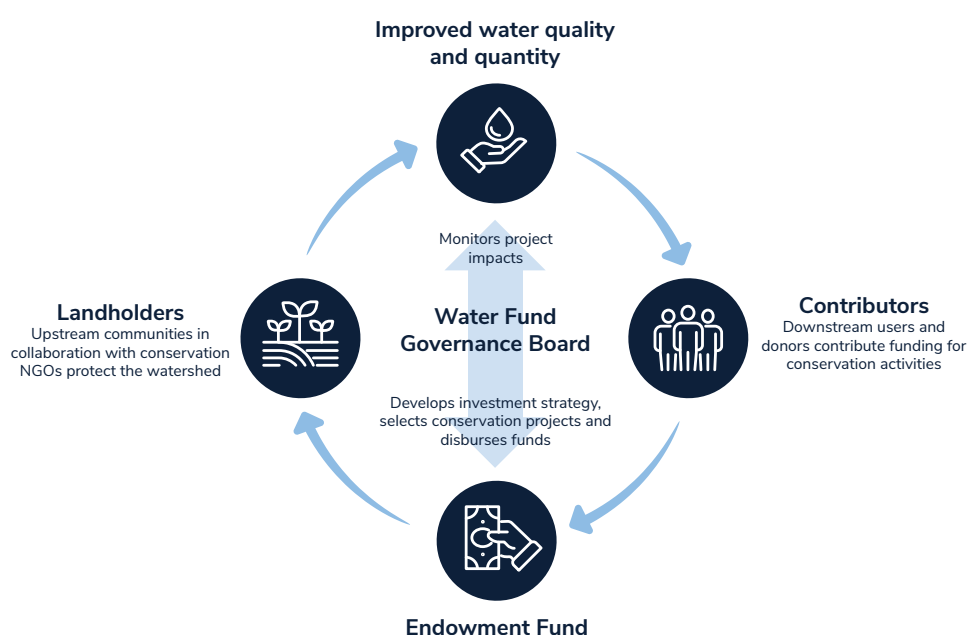 Improved water quality
and quantity
Monitors project
impacts
Landholders
Upstream communities in
collaboration with conservation
NGOs protect the watershed
Water Fund
Governance Board
Contributors
Downstream users and
donors contribute funding for
conservation activities
Develops investment strategy,
selects conservation projects and
disburses funds
Endowment Fund